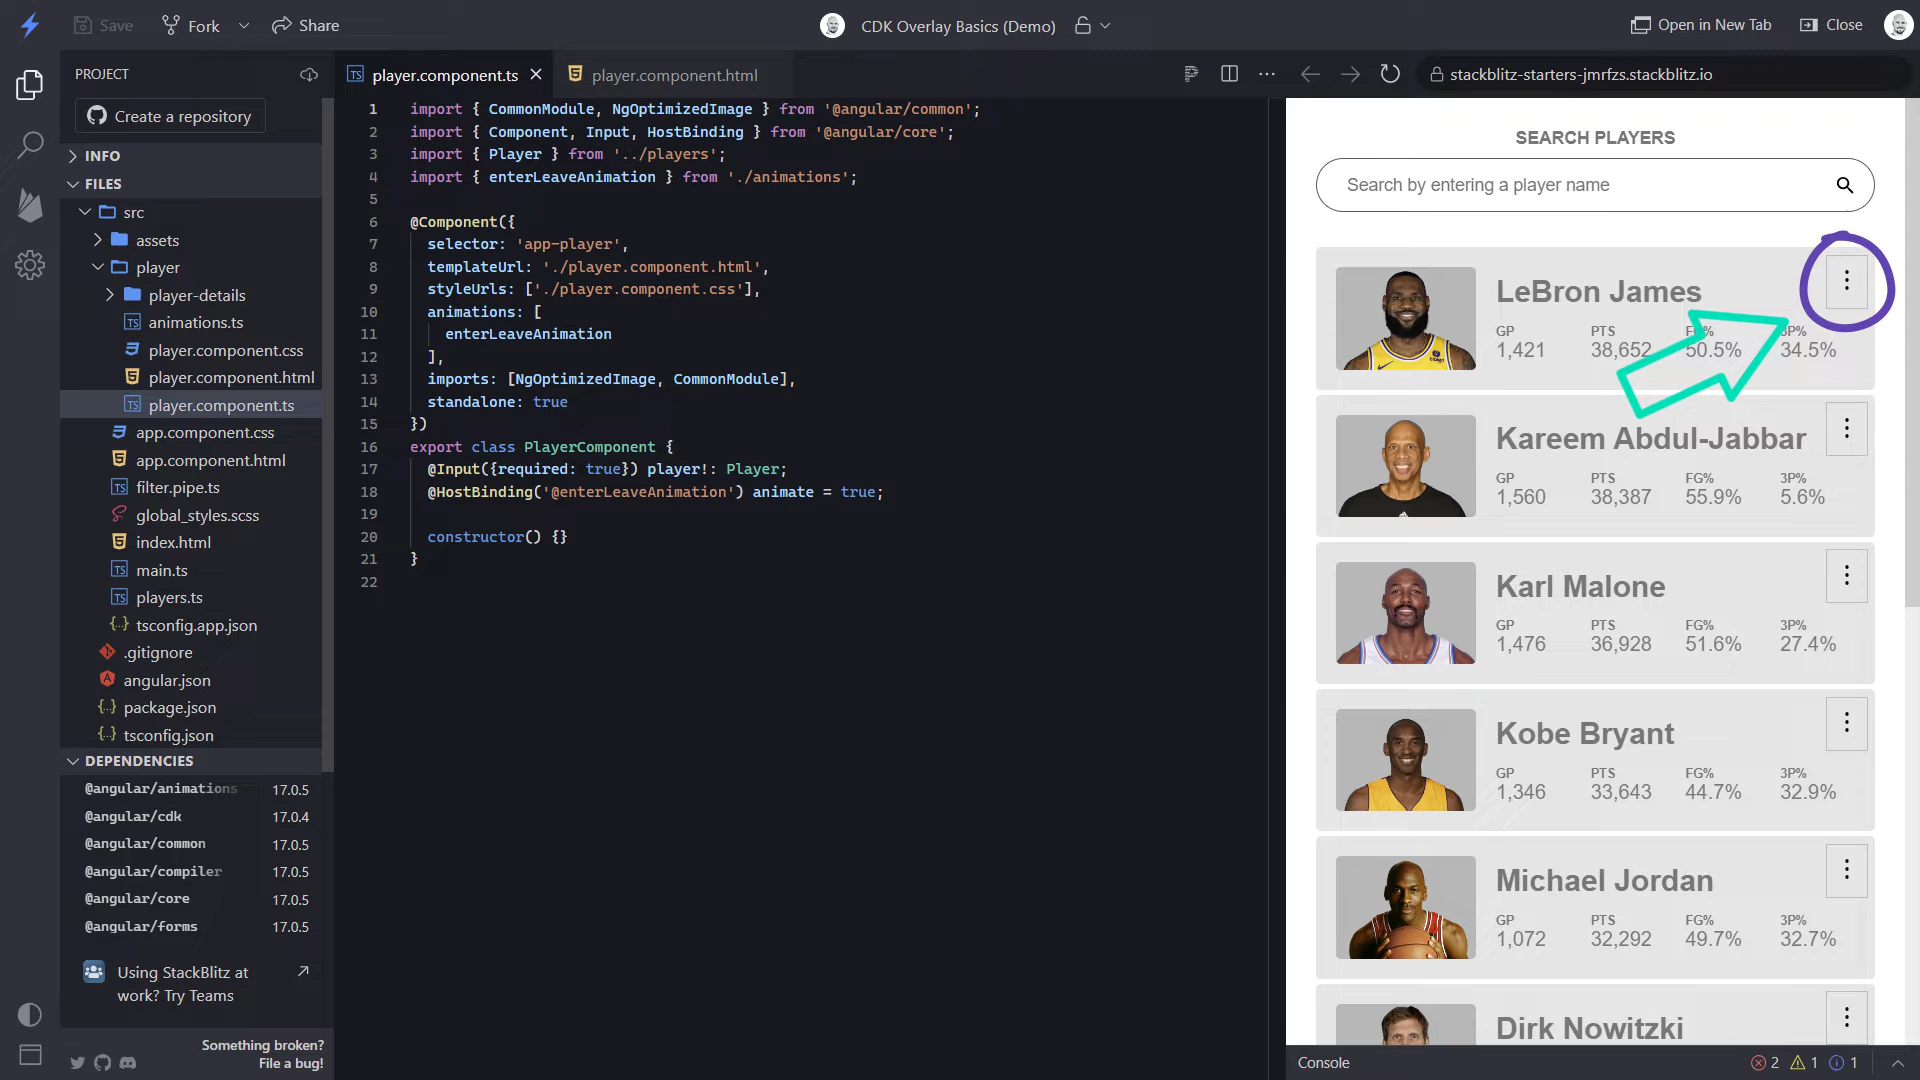 Save
Fork
Share
CDK Overlay Basics (Demo)
Open in New Tab
Close
PROJECT
Create a repository
INFO
FILES
src
assets
player
player-details
animations.ts
player.component.css
player.component.html
player.component.ts
app.component.css
app.component.html
filter.pipe.ts
global_styles.scss
index.html
main.ts
players.ts
tsconfig.app.json
.gitignore
angular.json
package.json
tsconfig.json
DEPENDENCIES
@angular/animations 17.0.5
@angular/cdk 17.0.4
@angular/common 17.0.5
@angular/compiler 17.0.5
@angular/core 17.0.5
@angular/forms 17.0.5
Using StackBlitz at
work? Try Teams
Something broken?
File a bug!
player.component.ts
player.component.html
1 import { CommonModule, NgOptimizedImage } from '@angular/common';
2 import { Component, Input, HostBinding } from '@angular/core';
3 import { Player } from '../players';
4 import { enterLeaveAnimation } from './animations';
5
6 @Component({
7 selector: 'app-player',
8 templateUrl: './player.component.html',
9 styleUrls: ['./player.component.css'],
10 animations: [
11 enterLeaveAnimation
12 ],
13 imports: [NgOptimizedImage, CommonModule],
14 standalone: true
15 })
16 export class PlayerComponent {
17 @Input({required: true}) player!: Player;
18 @HostBinding('@enterLeaveAnimation') animate = true;
19
20 constructor() {}
21 }
22
stackblitz-starters-jmrfzs.stackblitz.io
SEARCH PLAYERS
Search by entering a player name
LeBron James
GP PTS FG% 3P%
1,421 38,652 50.5% 34.5%
Kareem Abdul-Jabbar
GP PTS FG% 3P%
1,560 38,387 55.9% 5.6%
Karl Malone
GP PTS FG% 3P%
1,476 36,928 51.6% 27.4%
Kobe Bryant
GP PTS FG% 3P%
1,346 33,643 44.7% 32.9%
Michael Jordan
GP PTS FG% 3P%
1,072 32,292 49.7% 32.7%
Dirk Nowitzki
Console
2 1 1